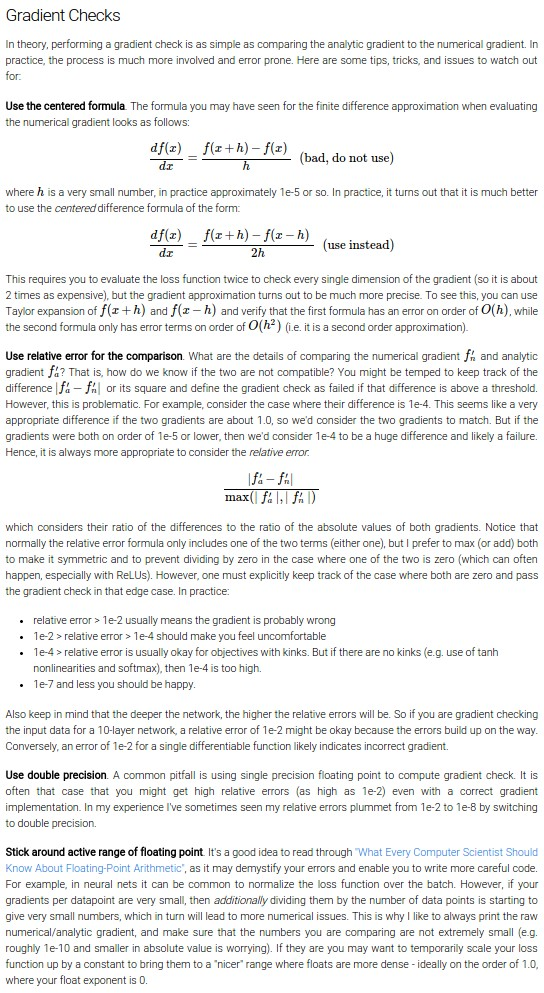 Gradient Checks
In theory, performing a gradient check is as simple as comparing the analytic gradient to the numerical gradient. In
practice, the process is much more involved and error prone. Here are some tips, tricks, and issues to watch out
for:
Use the centered formula. The formula you may have seen for the finite difference approximation when evaluating
the numerical gradient looks as follows:
df(x)/dx = (f(x + h) − f(x))/h (bad, do not use)
where h is a very small number, in practice approximately 1e-5 or so. In practice, it turns out that it is much better
to use the centered difference formula of the form:
df(x)/dx = (f(x + h) − f(x − h))/2h (use instead)
This requires you to evaluate the loss function twice to check every single dimension of the gradient (so it is about
2 times as expensive), but the gradient approximation turns out to be much more precise. To see this, you can use
Taylor expansion of f(x + h) and f(x − h) and verify that the first formula has an error on order of O(h), while
the second formula only has error terms on order of O(h²) (i.e. it is a second order approximation).
Use relative error for the comparison. What are the details of comparing the numerical gradient f′n and analytic
gradient f′a? That is, how do we know if the two are not compatible? You might be temped to keep track of the
difference |f′a − f′n| or its square and define the gradient check as failed if that difference is above a threshold.
However, this is problematic. For example, consider the case where their difference is 1e-4. This seems like a very
appropriate difference if the two gradients are about 1.0, so we'd consider the two gradients to match. But if the
gradients were both on order of 1e-5 or lower, then we'd consider 1e-4 to be a huge difference and likely a failure.
Hence, it is always more appropriate to consider the relative error:
|f′a − f′n| / max(|f′a|, |f′n|)
which considers their ratio of the differences to the ratio of the absolute values of both gradients. Notice that
normally the relative error formula only includes one of the two terms (either one), but I prefer to max (or add) both
to make it symmetric and to prevent dividing by zero in the case where one of the two is zero (which can often
happen, especially with ReLUs). However, one must explicitly keep track of the case where both are zero and pass
the gradient check in that edge case. In practice:
• relative error > 1e-2 usually means the gradient is probably wrong
• 1e-2 > relative error > 1e-4 should make you feel uncomfortable
• 1e-4 > relative error is usually okay for objectives with kinks. But if there are no kinks (e.g. use of tanh
nonlinearities and softmax), then 1e-4 is too high.
• 1e-7 and less you should be happy.
Also keep in mind that the deeper the network, the higher the relative errors will be. So if you are gradient checking
the input data for a 10-layer network, a relative error of 1e-2 might be okay because the errors build up on the way.
Conversely, an error of 1e-2 for a single differentiable function likely indicates incorrect gradient.
Use double precision. A common pitfall is using single precision floating point to compute gradient check. It is
often that case that you might get high relative errors (as high as 1e-2) even with a correct gradient
implementation. In my experience I've sometimes seen my relative errors plummet from 1e-2 to 1e-8 by switching
to double precision.
Stick around active range of floating point. It's a good idea to read through "What Every Computer Scientist Should
Know About Floating-Point Arithmetic", as it may demystify your errors and enable you to write more careful code.
For example, in neural nets it can be common to normalize the loss function over the batch. However, if your
gradients per datapoint are very small, then additionally dividing them by the number of data points is starting to
give very small numbers, which in turn will lead to more numerical issues. This is why I like to always print the raw
numerical/analytic gradient, and make sure that the numbers you are comparing are not extremely small (e.g.
roughly 1e-10 and smaller in absolute value is worrying). If they are you may want to temporarily scale your loss
function up by a constant to bring them to a "nicer" range where floats are more dense - ideally on the order of 1.0,
where your float exponent is 0.